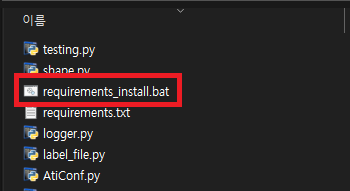 이름
testing.py
shape.py
requirements_install.bat
requirements.txt
logger.py
label_file.py
AtiConf.py